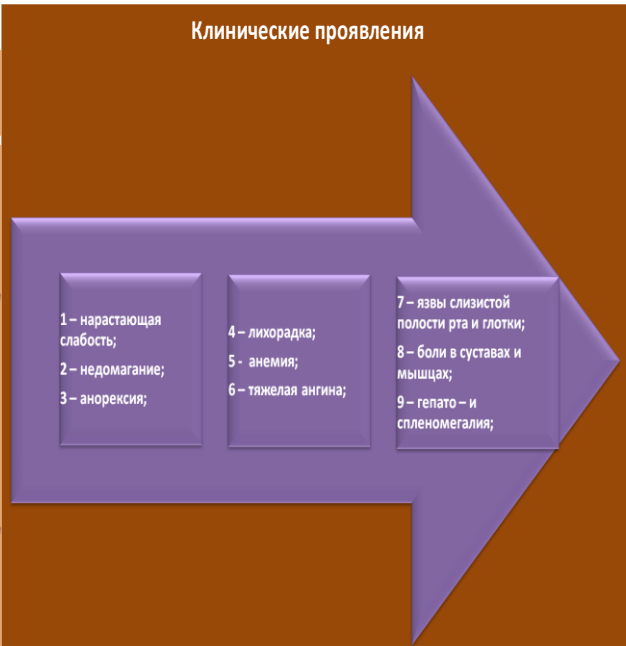 Клинические проявления
1 – нарастающая
слабость;
2 – недомагание;
3 – анорексия;
4 – лихорадка;
5 -  анемия;
6 – тяжелая ангина;
7 – язвы слизистой
полости рта и глотки;
8 – боли в суставах и
мышцах;
9 – гепато – и
спленомегалия;